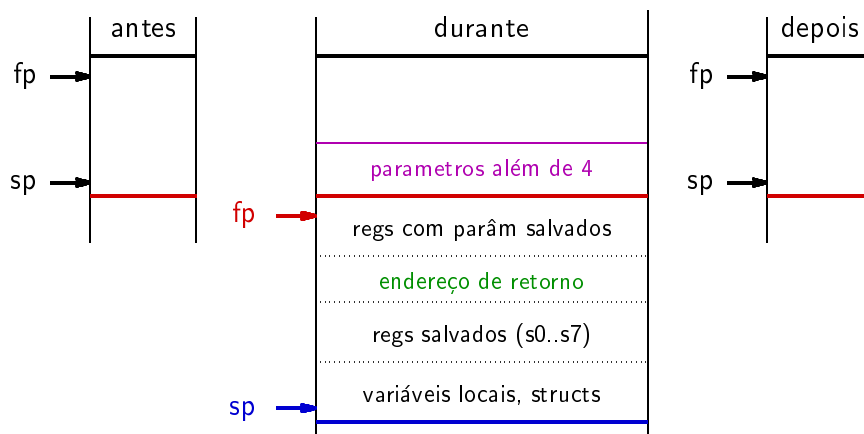 antes
durante
depois
fp
fp
sp
parametros além de 4
sp
fp
regs com parâm salvados
endereço de retorno
regs salvados (s0..s7)
variáveis locais, structs
sp